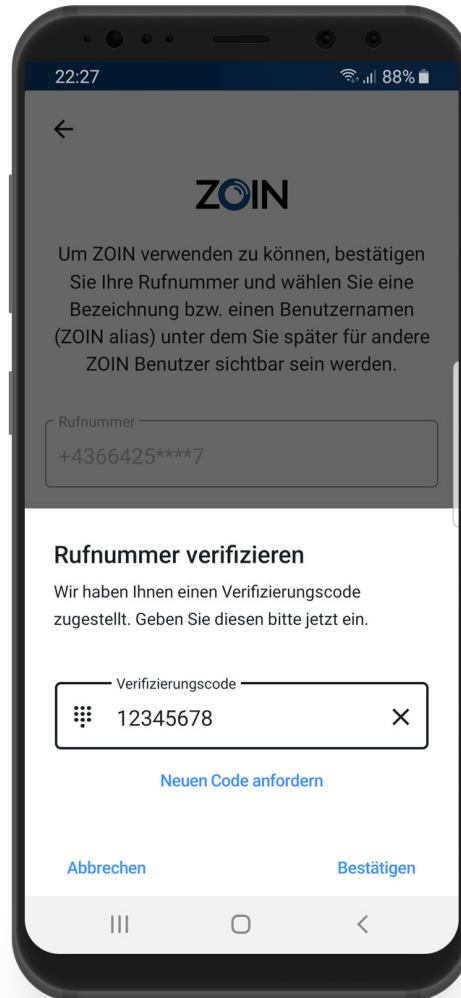 22:27
88%
ZOIN
Um ZOIN verwenden zu können, bestätigen
Sie Ihre Rufnummer und wählen Sie eine
Bezeichnung bzw. einen Benutzernamen
(ZOIN alias) unter dem Sie später für andere
ZOIN Benutzer sichtbar sein werden.
Rufnummer
+4366425****7
Rufnummer verifizieren
Wir haben Ihnen einen Verifizierungscode
zugestellt. Geben Sie diesen bitte jetzt ein.
Verifizierungscode
12345678
Neuen Code anfordern
Abbrechen Bestätigen